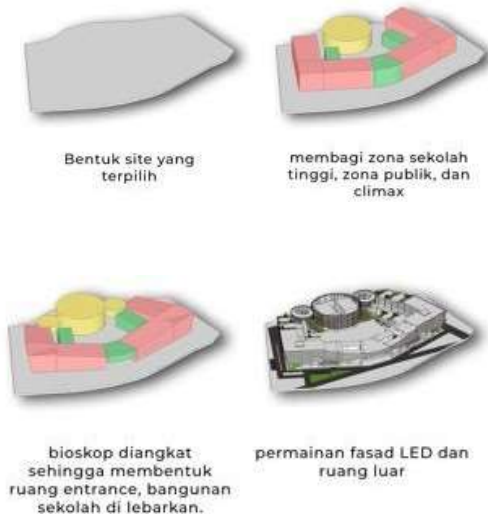 Bentuk site yang
terpilih
membagi zona sekolah
tinggi, zona publik, dan
climax
bioskop diangkat
sehingga membentuk
ruang entrance, bangunan
sekolah di lebarkan.
permainan fasad LED dan
ruang luar